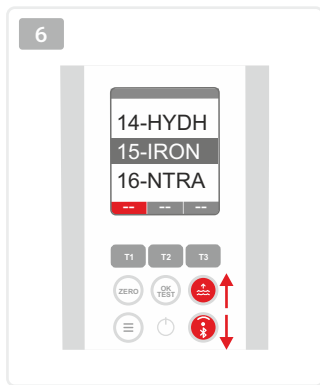 6
14-HYDH
15-IRON
16-NTRA
-- -- --
T1 T2 T3
ZERO OK TEST